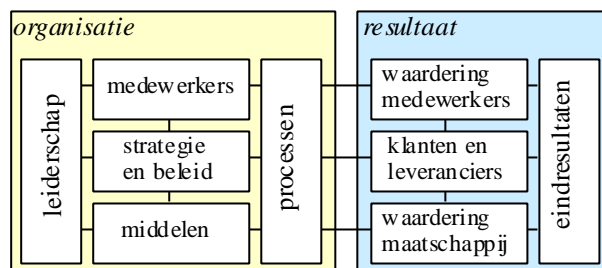 organisatie
leiderschap
medewerkers
strategie
en beleid
middelen
processen
resultaat
waardering
medewerkers
klanten en
leveranciers
waardering
maatschappij
eindresultaten